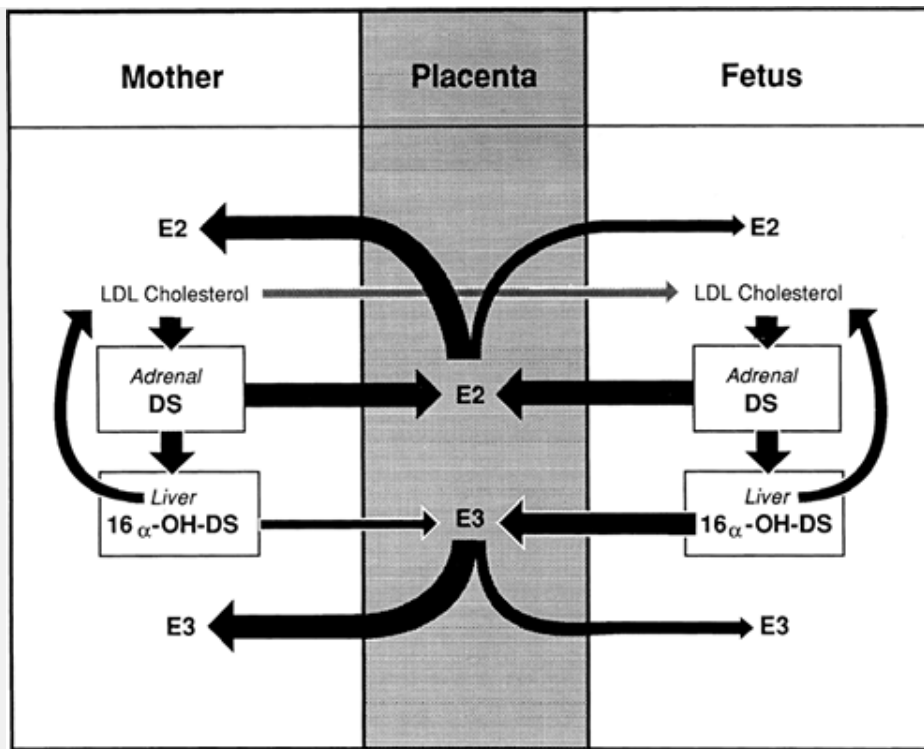 Mother Placenta Fetus
E2 E2
LDL Cholesterol LDL Cholesterol
Adrenal Adrenal
DS E2 DS
Liver Liver
16α-OH-DS E3 16α-OH-DS
E3 E3